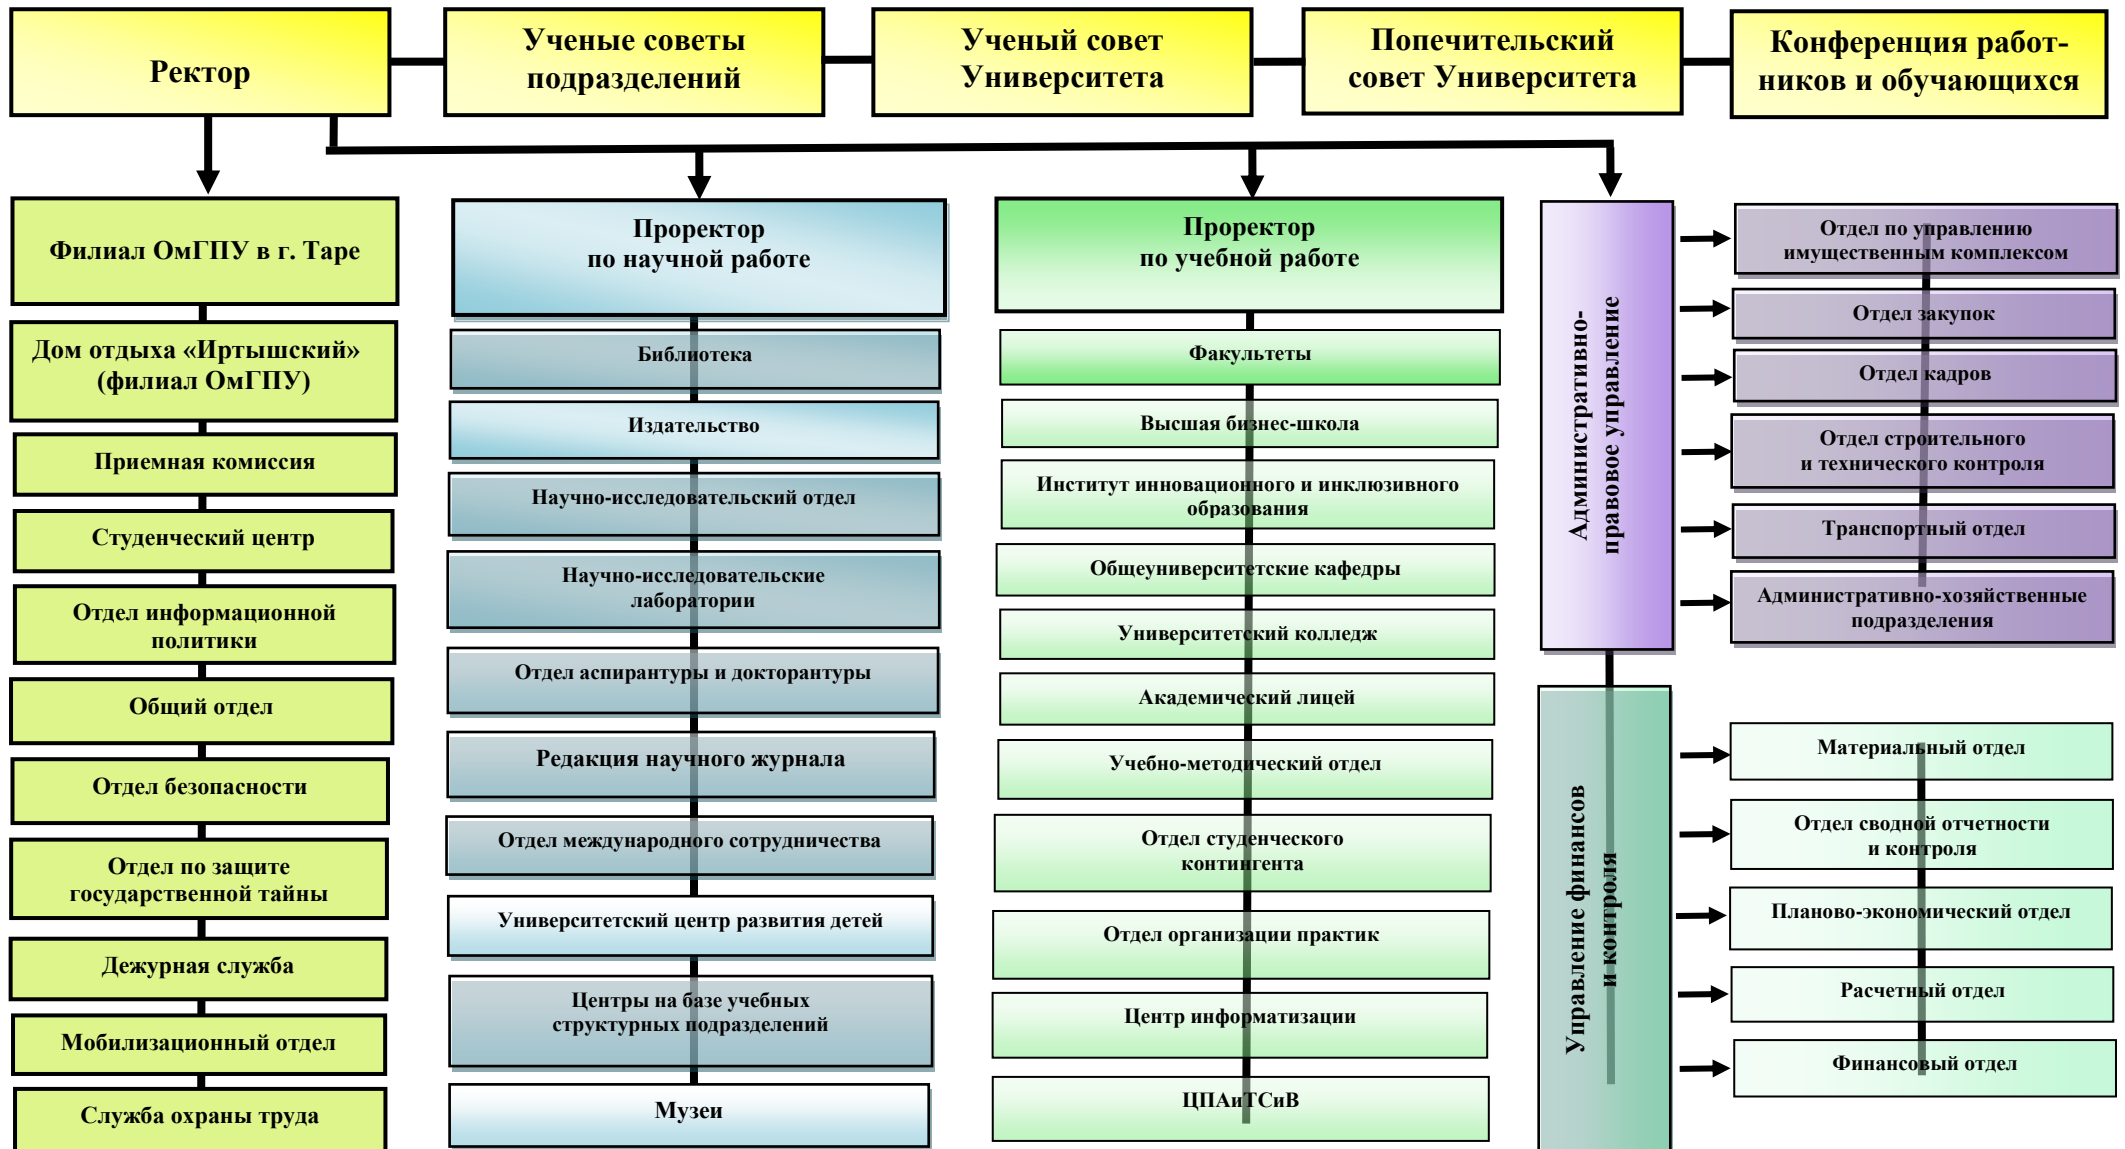 Ректор
Ученые советы
подразделений
Ученый совет
Университета
Попечительский
совет Университета
Конференция работ-
ников и обучающихся
Филиал ОмГПУ в г. Таре
Дом отдыха «Иртышский»
(филиал ОмГПУ)
Приемная комиссия
Студенческий центр
Отдел информационной
политики
Общий отдел
Отдел безопасности
Отдел по защите
государственной тайны
Дежурная служба
Мобилизационный отдел
Служба охраны труда
Проректор
по научной работе
Библиотека
Издательство
Научно-исследовательский отдел
Научно-исследовательские
лаборатории
Отдел аспирантуры и докторантуры
Редакция научного журнала
Отдел международного сотрудничества
Университетский центр развития детей
Центры на базе учебных
структурных подразделений
Музеи
Проректор
по учебной работе
Факультеты
Высшая бизнес-школа
Институт инновационного и инклюзивного
образования
Общеуниверситетские кафедры
Университетский колледж
Академический лицей
Учебно-методический отдел
Отдел студенческого
контингента
Отдел организации практик
Центр информатизации
ЦПАиТСиВ
Административно-
правовое управление
Отдел по управлению
имущественным комплексом
Отдел закупок
Отдел кадров
Отдел строительного
и технического контроля
Транспортный отдел
Административно-хозяйственные
подразделения
Управление финансов
и контроля
Материальный отдел
Отдел сводной отчетности
и контроля
Планово-экономический отдел
Расчетный отдел
Финансовый отдел